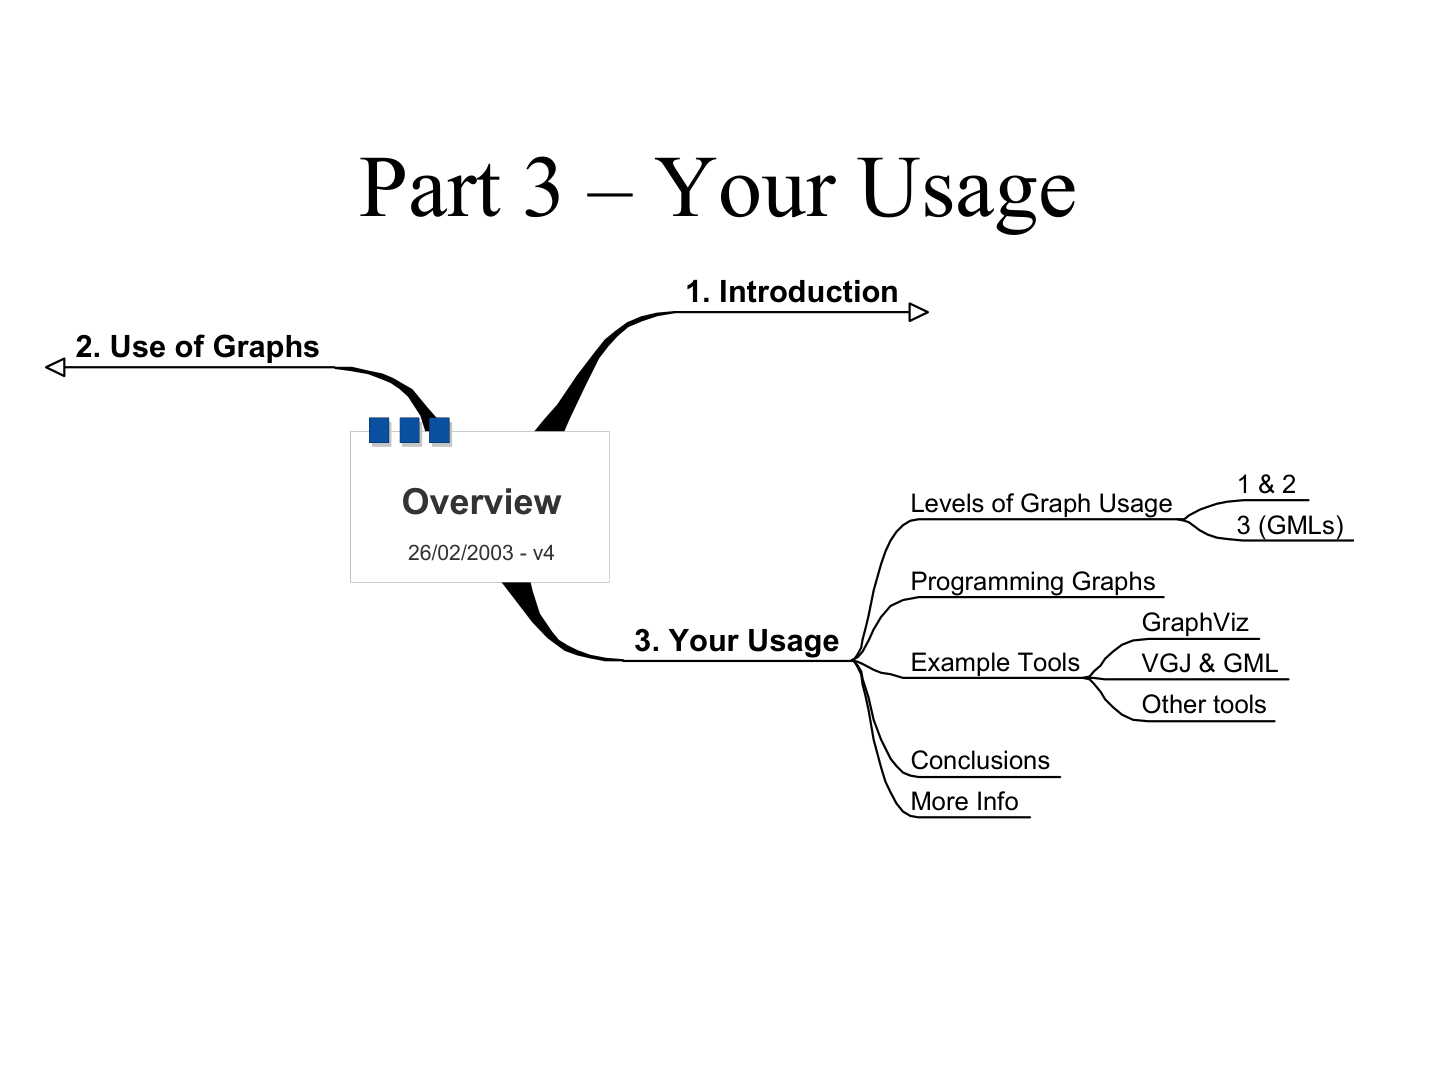 Part 3 – Your Usage
1. Introduction
2. Use of Graphs
Overview
26/02/2003 - v4
3. Your Usage
Levels of Graph Usage
1 & 2
3 (GMLs)
Programming Graphs
Example Tools
GraphViz
VGJ & GML
Other tools
Conclusions
More Info